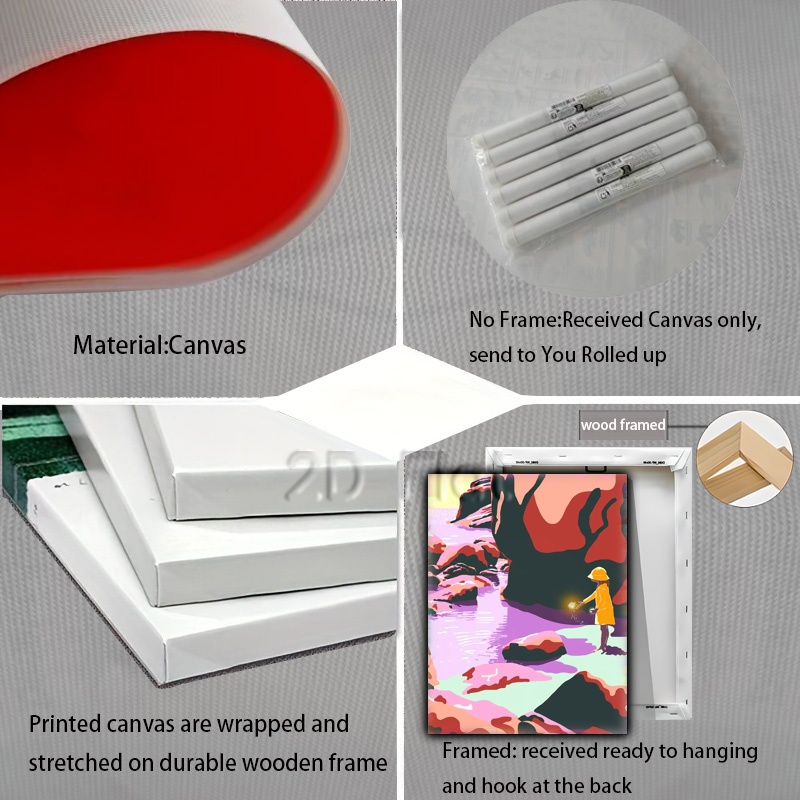 Material:Canvas
No Frame:Received Canvas only,
send to You Rolled up
wood framed
2D
Printed canvas are wrapped and
stretched on durable wooden frame
Framed: received ready to hanging
and hook at the back